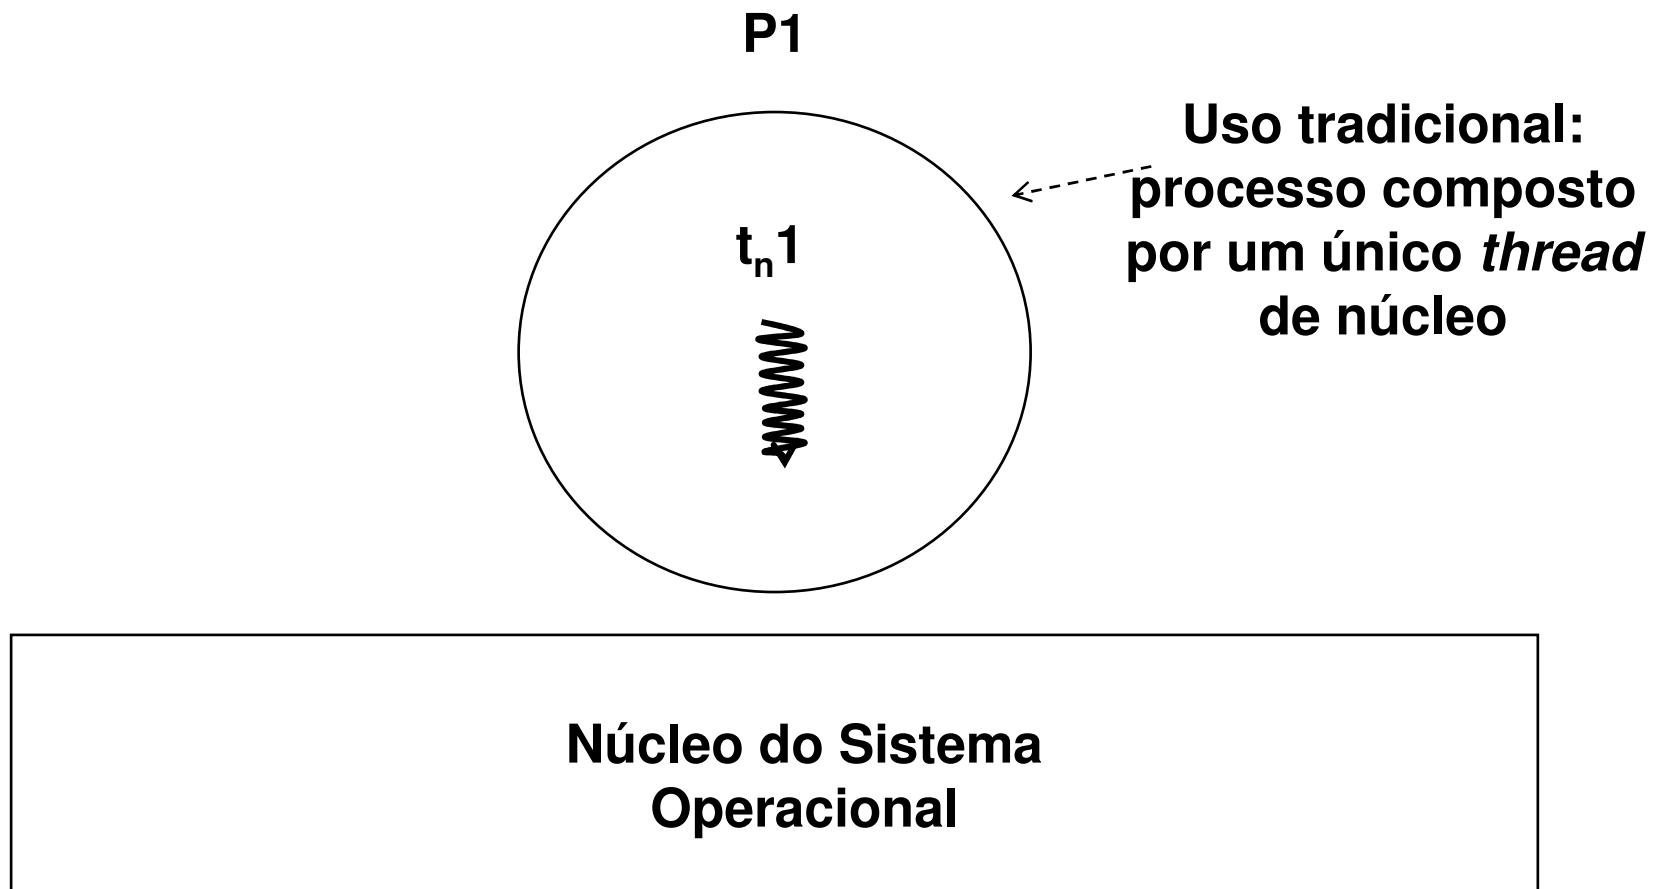 P1
Uso tradicional:
processo composto
por um único thread
de núcleo
tn1
Núcleo do Sistema
Operacional